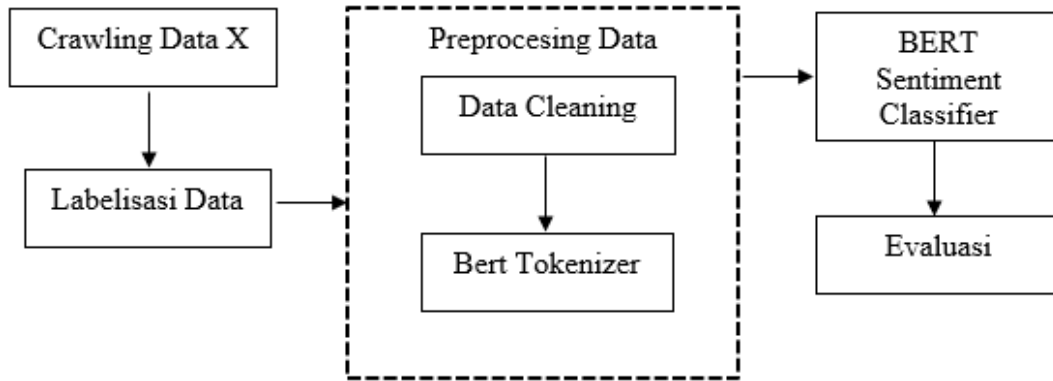 Crawling Data X
Labelisasi Data
Preprocesing Data
Data Cleaning
Bert Tokenizer
BERT
Sentiment
Classifier
Evaluasi